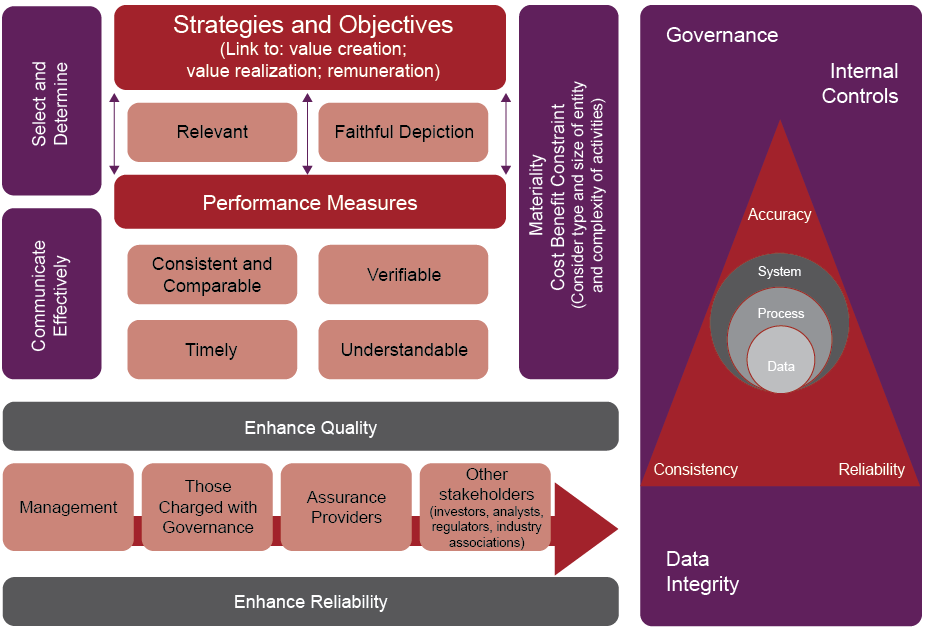 Select and
Determine
Strategies and Objectives
(Link to: value creation;
value realization; remuneration)
Relevant
Faithful Depiction
Performance Measures
Communicate
Effectively
Consistent and
Comparable
Verifiable
Timely
Understandable
Materiality
Cost Benefit Constraint
(Consider type and size of entity
and complexity of activities)
Enhance Quality
Management
Those
Charged with
Governance
Assurance
Providers
Other
stakeholders
(investors, analysts,
regulators, industry
associations)
Enhance Reliability
Governance
Internal
Controls
Accuracy
System
Process
Data
Consistency
Reliability
Data
Integrity